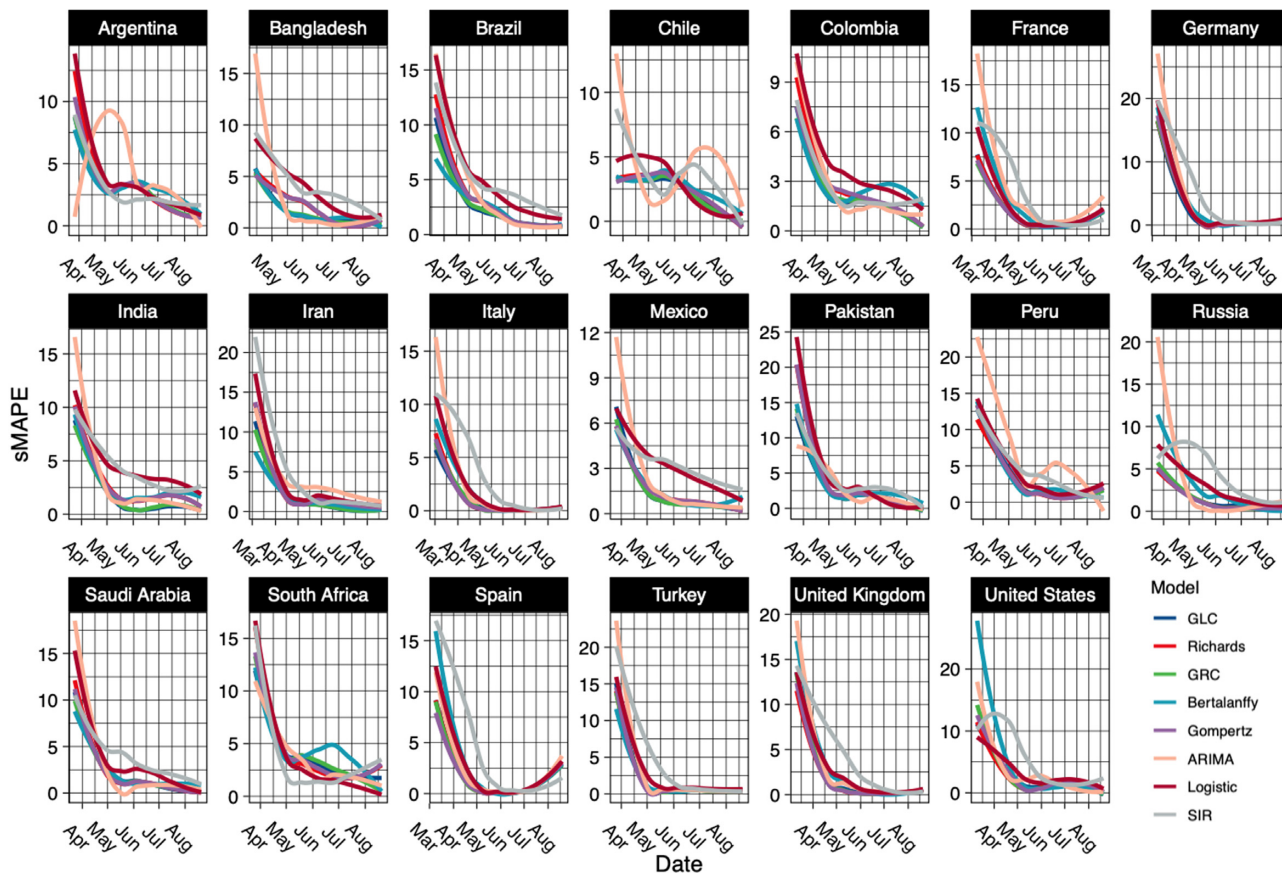 Argentina Bangladesh Brazil Chile Colombia France Germany
10 5 0
15 10 5 0
15 10 5 0
10 5 0
9 6 3 0
15 10 5 0
20 10 0
Apr May Jun Jul Aug
May Jun Jul Aug
Apr May Jun Jul Aug
Apr May Jun Jul Aug
Apr May Jun Jul Aug
Mar Apr May Jun Jul Aug
Mar Apr May Jun Jul Aug
India Iran Italy Mexico Pakistan Peru Russia
sMAPE
15 10 5 0
20 15 10 5 0
15 10 5 0
12 9 6 3 0
25 20 15 10 5 0
20 15 10 5 0
20 15 10 5 0
Apr May Jun Jul Aug
Mar Apr May Jun Jul Aug
Mar Apr May Jun Jul Aug
Apr May Jun Jul Aug
Apr May Jun Jul Aug
Apr May Jun Jul Aug
Apr May Jun Jul Aug
Saudi Arabia South Africa Spain Turkey United Kingdom United States
15 10 5 0
15 10 5 0
15 10 5 0
20 15 10 5 0
20 15 10 5 0
20 10 0
Apr May Jun Jul Aug
Apr May Jun Jul Aug
Mar Apr May Jun Jul Aug
Apr May Jun Jul Aug
Apr May Jun Jul Aug
Apr May Jun Jul Aug
Date
Model
GLC
Richards
GRC
Bertalanffy
Gompertz
ARIMA
Logistic
SIR